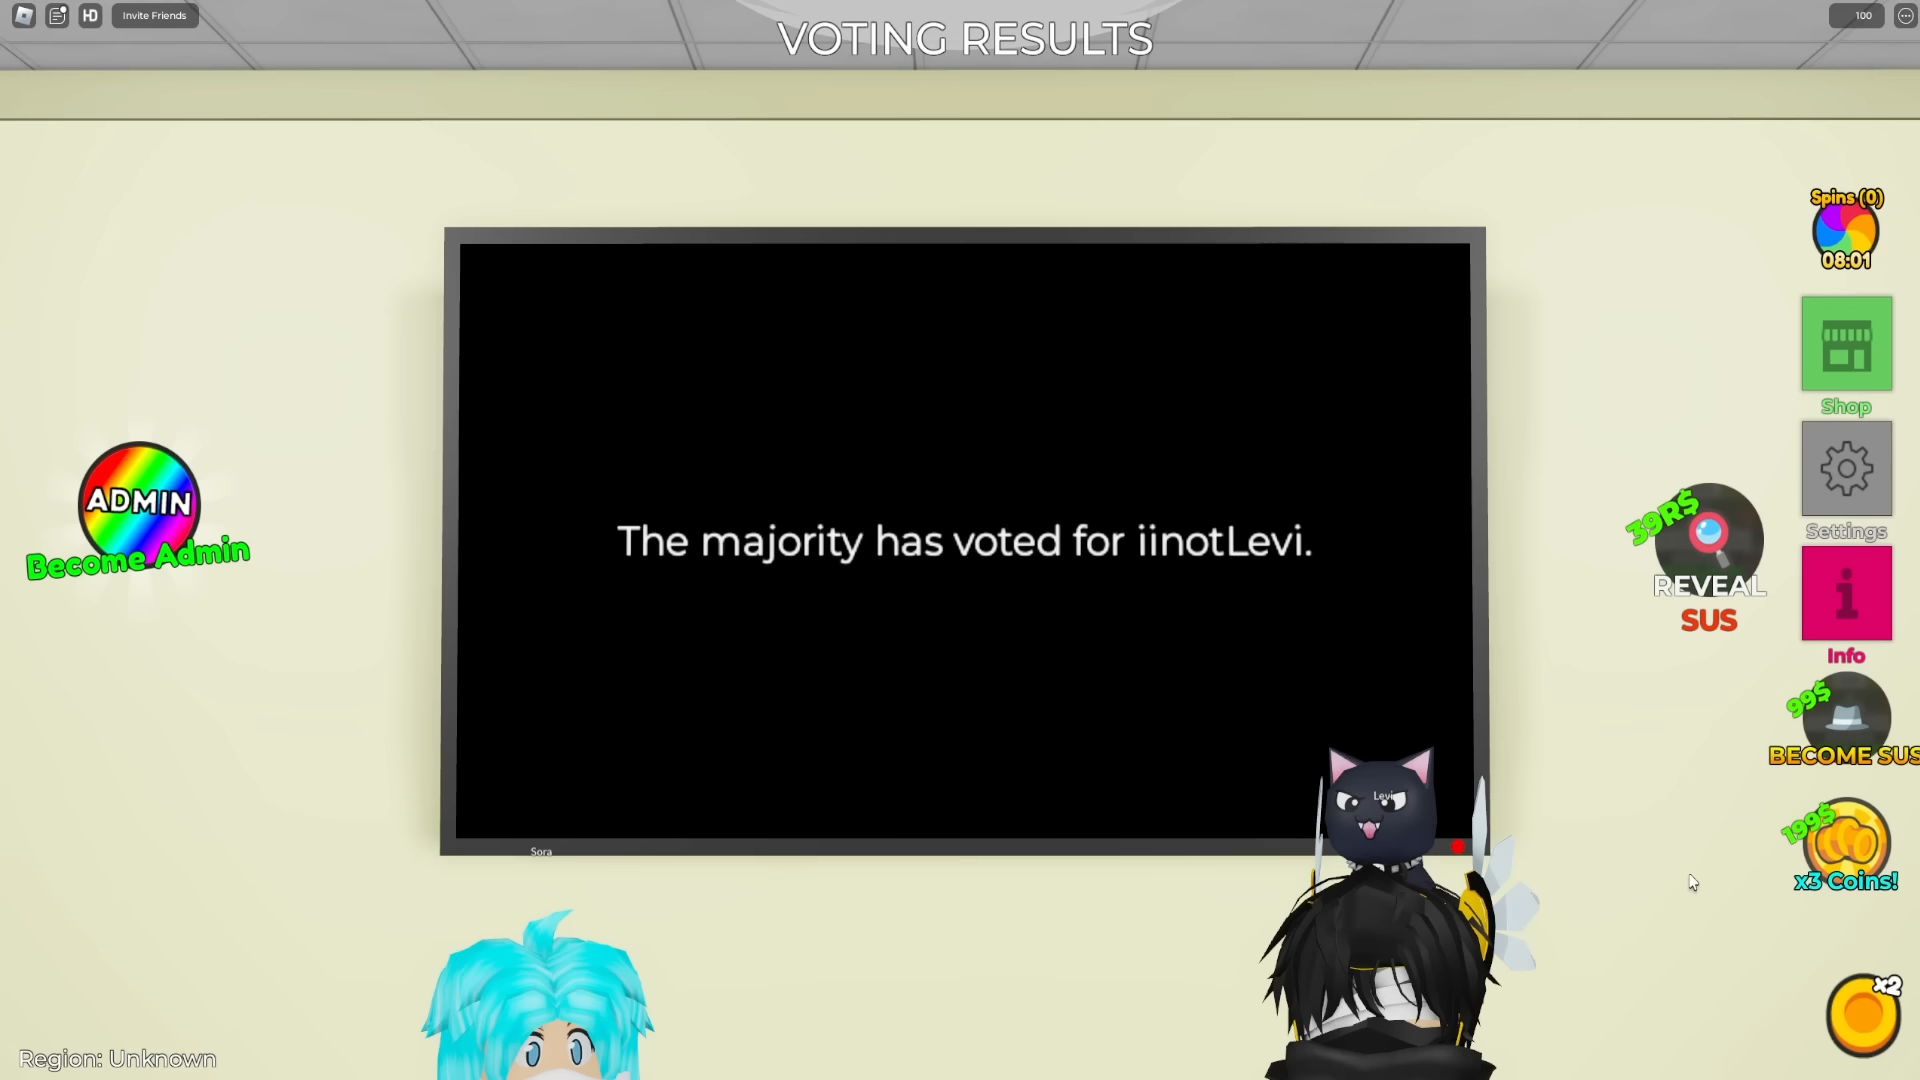 Invite Friends
100
VOTING RESULTS
Spins (0)
08:01
Shop
ADMIN
Become Admin
The majority has voted for iinotLevi.
39R$
REVEAL
SUS
Settings
Info
99$
BECOME SUS
Levi
199$
x3 Coins!
Sora
x2
Region: Unknown
HD